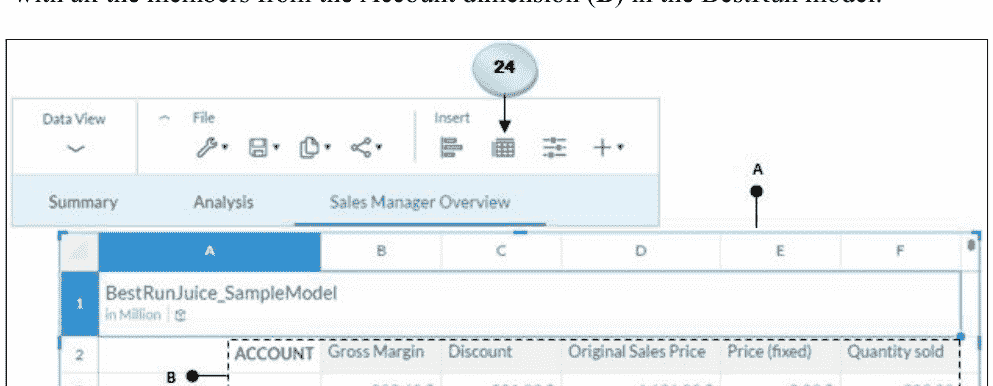 with all the members from the Account dimension (B) in the BestRun model.
24
Data View
File
Insert
A
Summary
Analysis
Sales Manager Overview
A B C D E F
1
BestRunJuice_SampleModel
in Million
2
ACCOUNT Gross Margin Discount Original Sales Price Price (fixed) Quantity sold
B